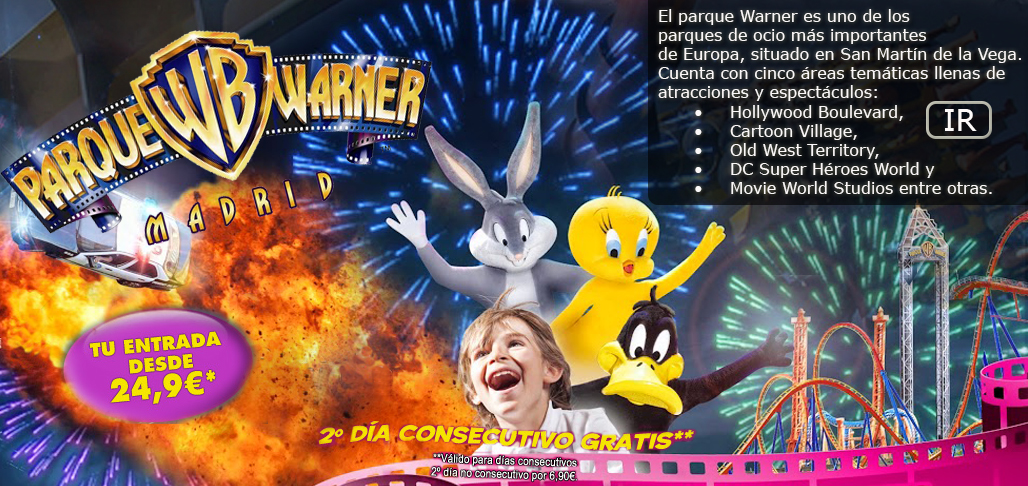 PARQUE WB WARNER
MADRID
El parque Warner es uno de los
parques de ocio más importantes
de Europa, situado en San Martín de la Vega.
Cuenta con cinco áreas temáticas llenas de
atracciones y espectáculos:
• Hollywood Boulevard,
• Cartoon Village,
• Old West Territory,
• DC Super Héroes World y
• Movie World Studios entre otras.
IR
TU ENTRADA
DESDE
24,9€*
2º DÍA CONSECUTIVO GRATIS**
**Válido para días consecutivos
2º día no consecutivo por 6,90€.
WB